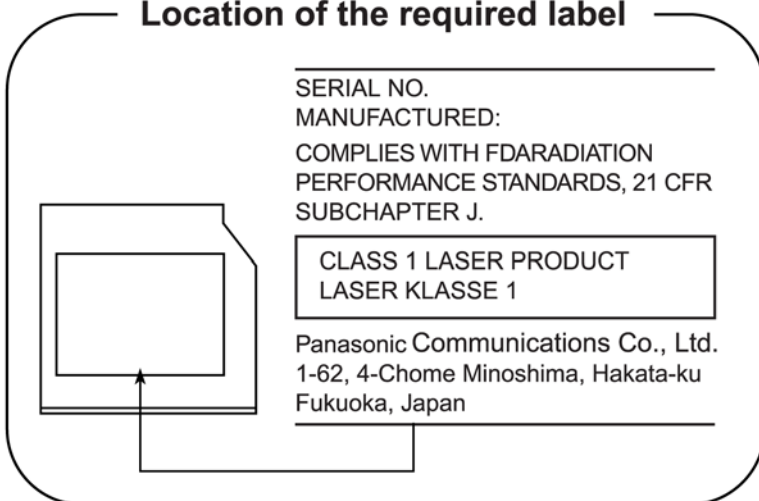 Location of the required label
SERIAL NO.
MANUFACTURED:
COMPLIES WITH FDARADIATION
PERFORMANCE STANDARDS, 21 CFR
SUBCHAPTER J.
CLASS 1 LASER PRODUCT
LASER KLASSE 1
Panasonic Communications Co., Ltd.
1-62, 4-Chome Minoshima, Hakata-ku
Fukuoka, Japan